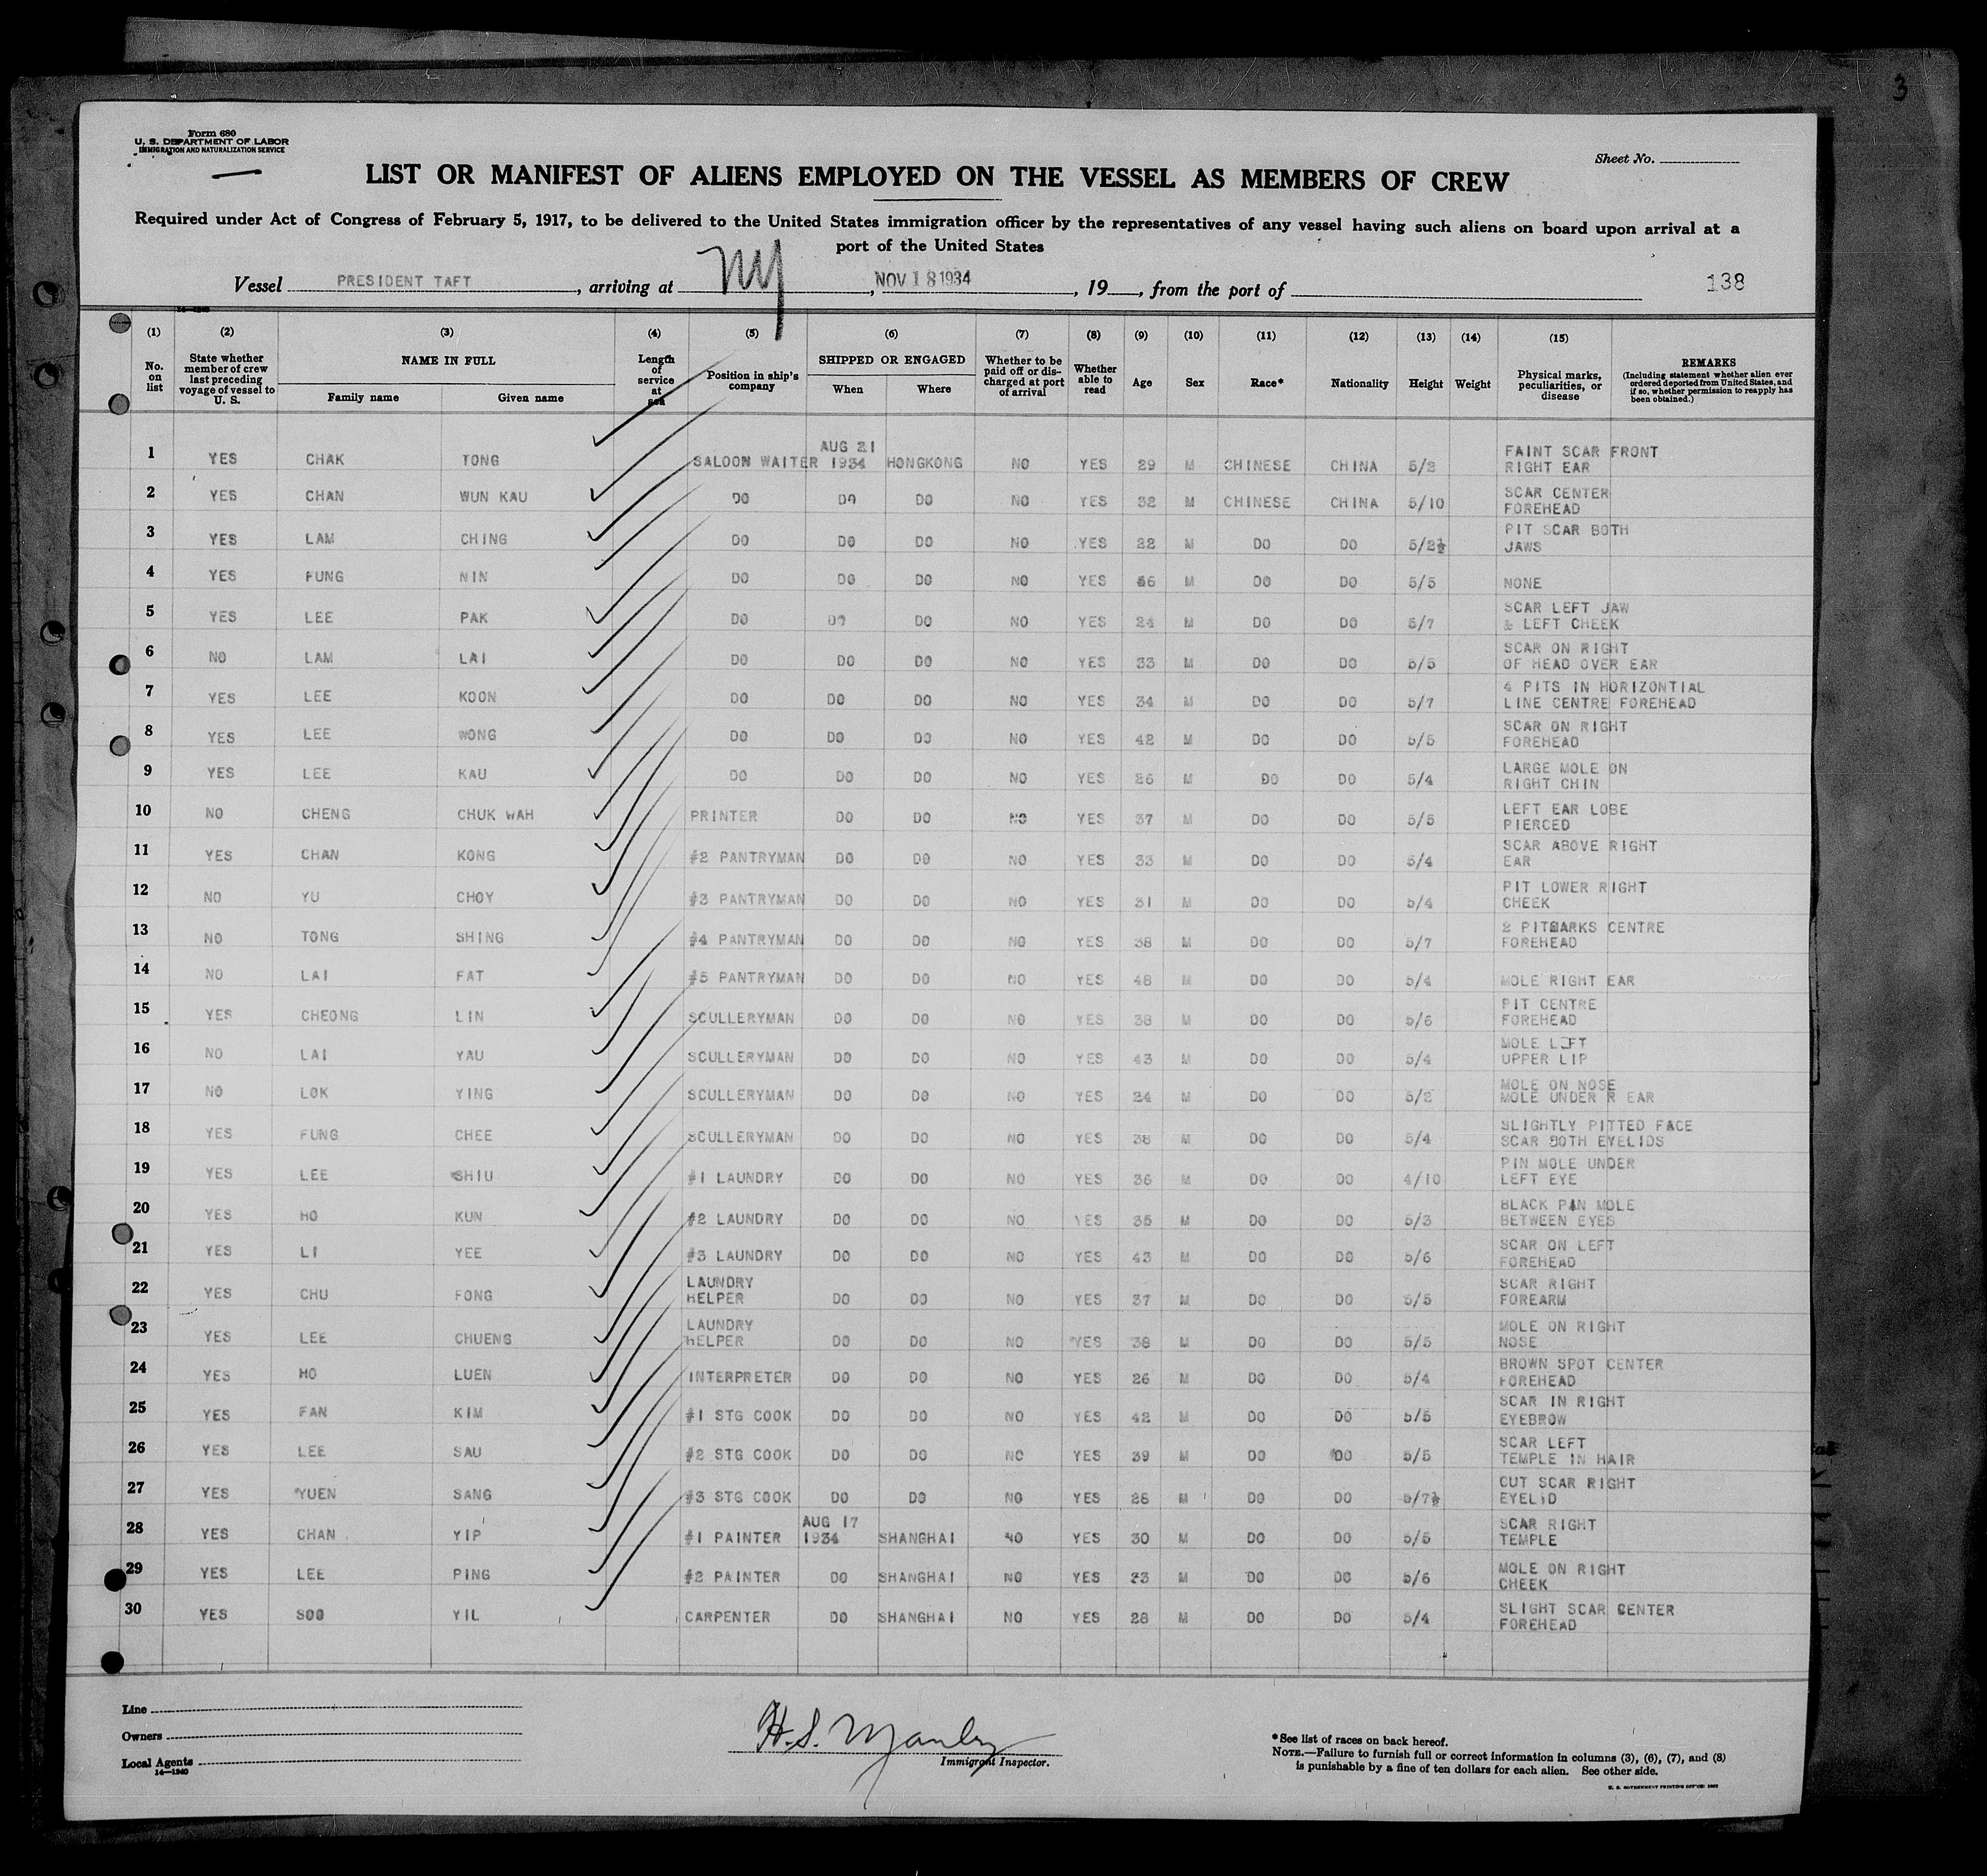 3
Form 680
U. S. DEPARTMENT OF LABOR
IMMIGRATION AND NATURALIZATION SERVICE
Sheet No.
LIST OR MANIFEST OF ALIENS EMPLOYED ON THE VESSEL AS MEMBERS OF CREW
Required under Act of Congress of February 5, 1917, to be delivered to the United States immigration officer by the representatives of any vessel having such aliens on board upon arrival at a
port of the United States
Vessel PRESIDENT TAFT , arriving at NY , NOV 18 1934 , 19 , from the port of 138
(1) (2) (3) (4) (5) (6) (7) (8) (9) (10) (11) (12) (13) (14) (15)
No. on list State whether member of crew last preceding voyage of vessel to U. S. NAME IN FULL Family name Given name Length of service at sea Position in ship's company SHIPPED OR ENGAGED When Where Whether to be paid off or discharged at port of arrival Whether able to read Age Sex Race* Nationality Height Weight Physical marks, peculiarities, or disease REMARKS (Including statement whether alien ever ordered deported from United States, and if so, whether permission to reapply has been obtained.)
1 YES CHAK TONG SALOON WAITER AUG 21 1934 HONGKONG NO YES 29 M CHINESE CHINA 5/2 FAINT SCAR FRONT RIGHT EAR
2 YES CHAN WUN KAU DO DO DO NO YES 32 M CHINESE CHINA 5/10 SCAR CENTER FOREHEAD
3 YES LAM CHING DO DO DO NO YES 22 M DO DO 5/2½ PIT SCAR BOTH JAWS
4 YES FUNG NIN DO DO DO NO YES M DO DO 5/5 NONE
5 YES LEE PAK DO DO DO NO YES 24 M DO DO 5/7 SCAR LEFT JAW & LEFT CHEEK
6 NO LAM LAI DO DO DO NO YES 33 M DO DO 5/5 SCAR ON RIGHT OF HEAD OVER EAR
7 YES LEE KOON DO DO DO NO YES 34 M DO DO 5/7 4 PITS IN HORIZONTIAL LINE CENTRE FOREHEAD
8 YES LEE WONG DO DO DO NO YES 42 M DO DO 5/5 SCAR ON RIGHT FOREHEAD
9 YES LEE KAU DO DO DO NO YES 26 M DO DO 5/4 LARGE MOLE ON RIGHT CHIN
10 NO CHENG CHUK WAH PRINTER DO DO NO YES 37 M DO DO 5/5 LEFT EAR LOBE PIERCED
11 YES CHAN KONG #2 PANTRYMAN DO DO NO YES 33 M DO DO 5/4 SCAR ABOVE RIGHT EAR
12 NO YU CHOY #3 PANTRYMAN DO DO NO YES 31 M DO DO 5/4 PIT LOWER RIGHT CHEEK
13 NO TONG SHING #4 PANTRYMAN DO DO NO YES 38 M DO DO 5/7 2 PITMARKS CENTRE FOREHEAD
14 NO LAI FAT #5 PANTRYMAN DO DO NO YES 48 M DO DO 5/4 MOLE RIGHT EAR
15 YES CHEONG LIN SCULLERYMAN DO DO NO YES 38 M DO DO 5/6 PIT CENTRE FOREHEAD
16 NO LAI YAU SCULLERYMAN DO DO NO YES 43 M DO DO 5/4 MOLE LEFT UPPER LIP
17 NO LOK YING SCULLERYMAN DO DO NO YES 24 M DO DO 5/2 MOLE ON NOSE MOLE UNDER R EAR
18 YES FUNG CHEE SCULLERYMAN DO DO NO YES 38 M DO DO 5/4 SLIGHTLY PITTED FACE SCAR BOTH EYELIDS
19 YES LEE SHIU #1 LAUNDRY DO DO NO YES 36 M DO DO 4/10 PIN MOLE UNDER LEFT EYE
20 YES HO KUN #2 LAUNDRY DO DO NO YES 35 M DO DO 5/3 BLACK PAN MOLE BETWEEN EYES
21 YES LI YEE #3 LAUNDRY DO DO NO YES 43 M DO DO 5/6 SCAR ON LEFT FOREHEAD
22 YES CHU FONG LAUNDRY HELPER DO DO NO YES 37 M DO DO 5/5 SCAR RIGHT FOREARM
23 YES LEE CHUENG LAUNDRY HELPER DO DO NO YES 38 M DO DO 5/5 MOLE ON RIGHT NOSE
24 YES HO LUEN INTERPRETER DO DO NO YES 26 M DO DO 5/4 BROWN SPOT CENTER FOREHEAD
25 YES FAN KIM #1 STG COOK DO DO NO YES 42 M DO DO 5/5 SCAR IN RIGHT EYEBROW
26 YES LEE SAU #2 STG COOK DO DO NO YES 39 M DO DO 5/5 SCAR LEFT TEMPLE IN HAIR
27 YES YUEN SANG #3 STG COOK DO DO NO YES 28 M DO DO 5/7½ CUT SCAR RIGHT EYELID
28 YES CHAN YIP #1 PAINTER AUG 17 1934 SHANGHAI NO YES 30 M DO DO 5/5 SCAR RIGHT TEMPLE
29 YES LEE PING #2 PAINTER DO SHANGHAI NO YES 33 M DO DO 5/6 MOLE ON RIGHT CHEEK
30 YES SOO YIL CARPENTER DO SHANGHAI NO YES 28 M DO DO 5/4 SLIGHT SCAR CENTER FOREHEAD
Line
Owners
Local Agents
14—1240
H. S. Manley
Immigrant Inspector.
*See list of races on back hereof.
NOTE.—Failure to furnish full or correct information in columns (3), (6), (7), and (8)
is punishable by a fine of ten dollars for each alien. See other side.
U. S. GOVERNMENT PRINTING OFFICE: